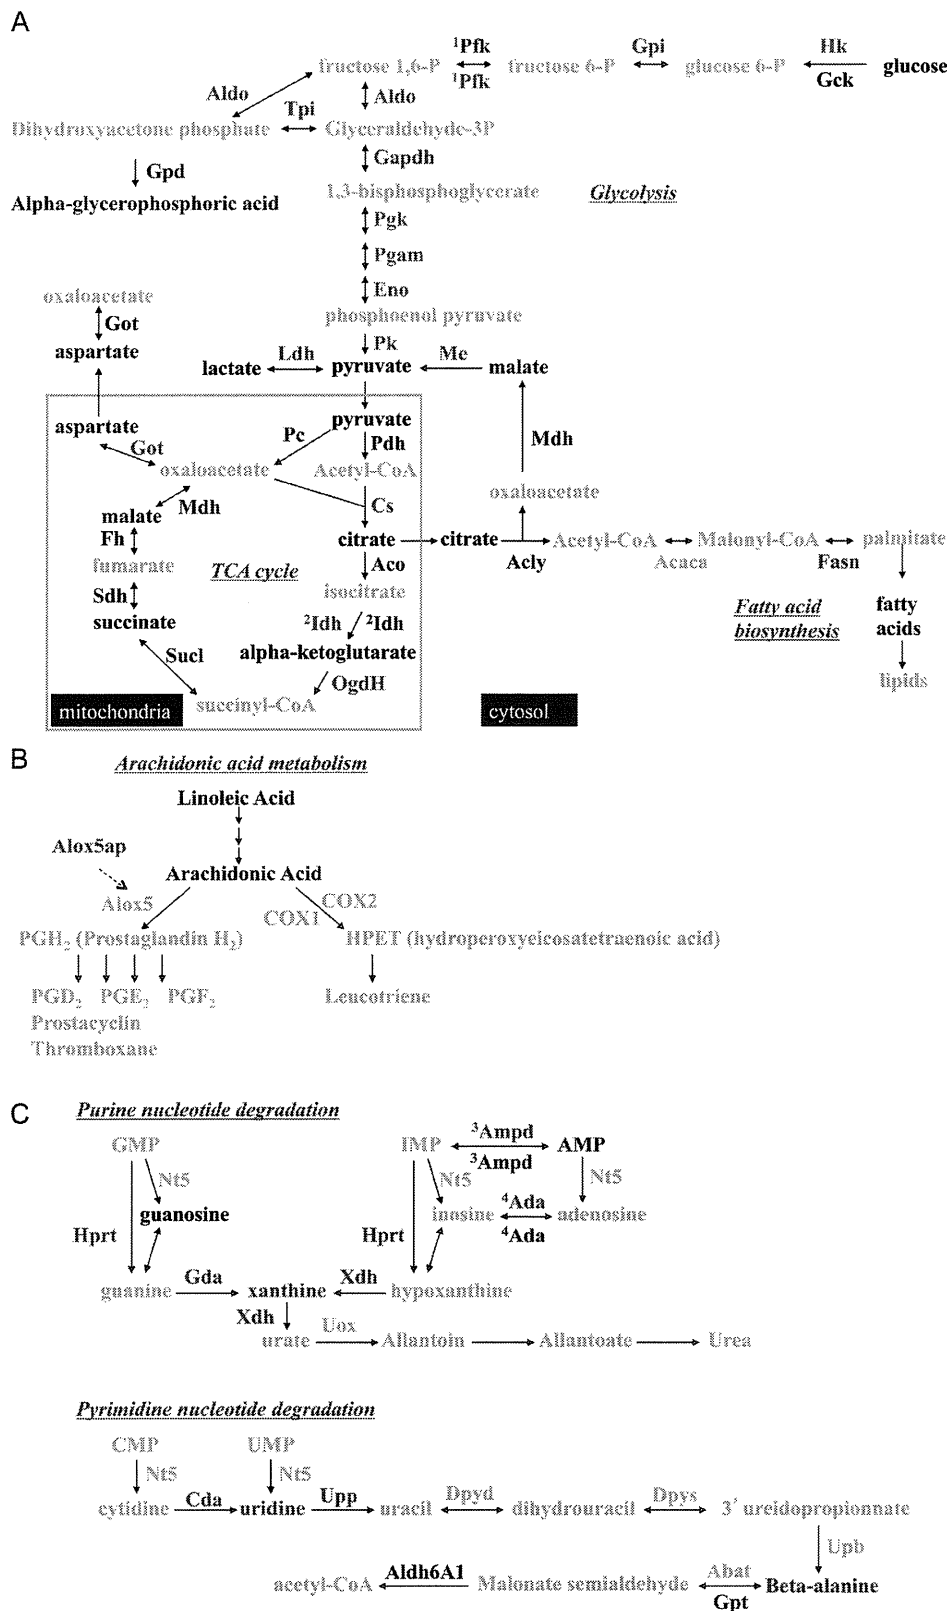 A
fructose 1,6-P ¹Pfk ¹Pfk fructose 6-P Gpi glucose 6-P Hk Gck glucose
Aldo Tpi Aldo
Dihydroxyacetone phosphate Glyceraldehyde-3P
Gpd Gapdh
Alpha-glycerophosphoric acid 1,3-bisphosphoglycerate Glycolysis
Pgk
Pgam
Eno
oxaloacetate phosphoenol pyruvate
Got Pk
aspartate lactate Ldh pyruvate Me malate
aspartate pyruvate
Got Pc Pdh Mdh
oxaloacetate Acetyl-CoA
Mdh Cs oxaloacetate
malate
Fh citrate citrate Acly Acetyl-CoA Acaca Malonyl-CoA Fasn palmitate
fumarate TCA cycle Aco
Sdh isocitrate
succinate ²Idh ²Idh Fatty acid biosynthesis fatty acids
Sucl alpha-ketoglutarate
OgdH lipids
succinyl-CoA
mitochondria cytosol
B
Arachidonic acid metabolism
Linoleic Acid
Alox5ap
Arachidonic Acid
Alox5 COX1 COX2
PGH₂ (Prostaglandin H₂) HPET (hydroperoxyeicosatetraenoic acid)
PGD₂ PGE₂ PGF₂ Leucotriene
Prostacyclin
Thromboxane
C
Purine nucleotide degradation
GMP IMP ³Ampd ³Ampd AMP
Nt5 Nt5 Nt5
guanosine inosine ⁴Ada ⁴Ada adenosine
Hprt Hprt
guanine Gda xanthine Xdh hypoxanthine
Xdh
urate Uox Allantoin Allantoate Urea
Pyrimidine nucleotide degradation
CMP UMP
Nt5 Nt5
cytidine Cda uridine Upp uracil Dpyd dihydrouracil Dpys 3´ ureidopropionnate
Upb
acetyl-CoA Aldh6A1 Malonate semialdehyde Abat Gpt Beta-alanine